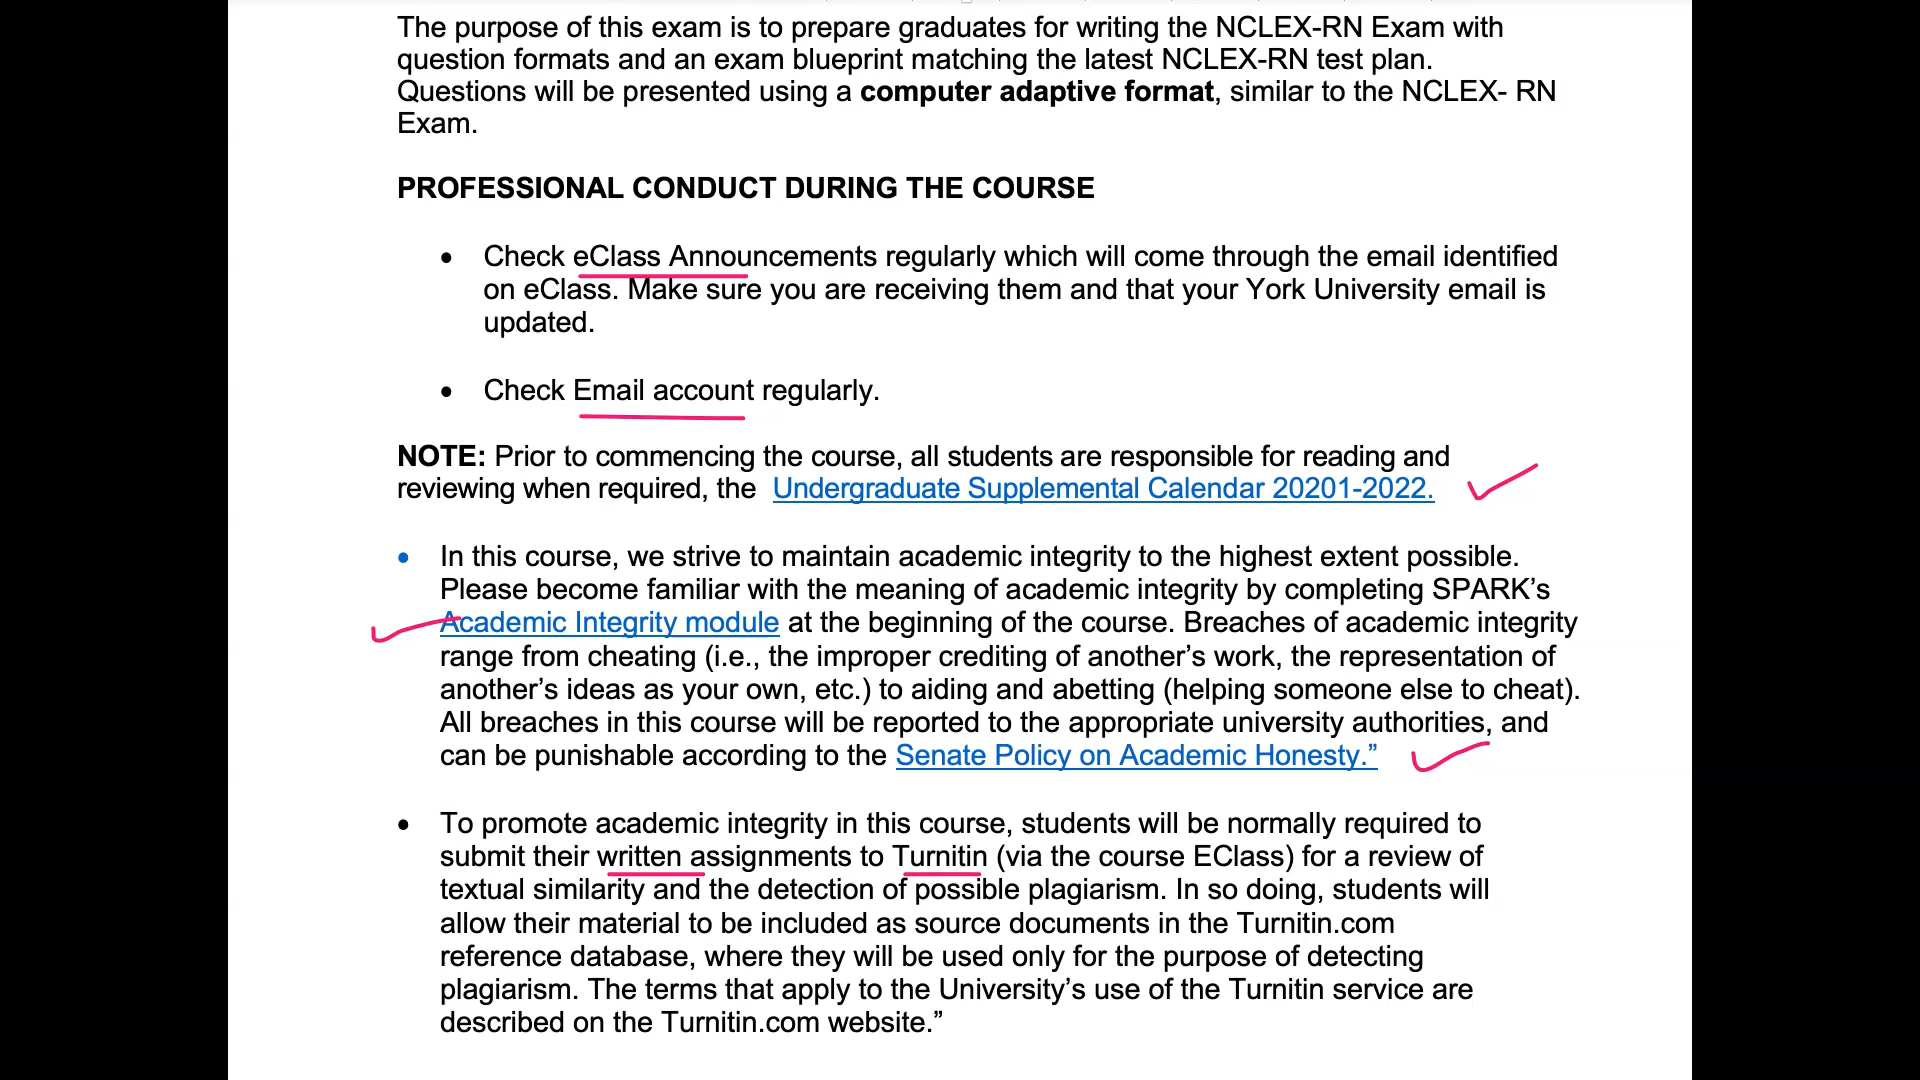 The purpose of this exam is to prepare graduates for writing the NCLEX-RN Exam with
question formats and an exam blueprint matching the latest NCLEX-RN test plan.
Questions will be presented using a computer adaptive format, similar to the NCLEX- RN
Exam.
PROFESSIONAL CONDUCT DURING THE COURSE
• Check eClass Announcements regularly which will come through the email identified
on eClass. Make sure you are receiving them and that your York University email is
updated.
• Check Email account regularly.
NOTE: Prior to commencing the course, all students are responsible for reading and
reviewing when required, the Undergraduate Supplemental Calendar 20201-2022.
• In this course, we strive to maintain academic integrity to the highest extent possible.
Please become familiar with the meaning of academic integrity by completing SPARK’s
Academic Integrity module at the beginning of the course. Breaches of academic integrity
range from cheating (i.e., the improper crediting of another’s work, the representation of
another’s ideas as your own, etc.) to aiding and abetting (helping someone else to cheat).
All breaches in this course will be reported to the appropriate university authorities, and
can be punishable according to the Senate Policy on Academic Honesty.”
• To promote academic integrity in this course, students will be normally required to
submit their written assignments to Turnitin (via the course EClass) for a review of
textual similarity and the detection of possible plagiarism. In so doing, students will
allow their material to be included as source documents in the Turnitin.com
reference database, where they will be used only for the purpose of detecting
plagiarism. The terms that apply to the University’s use of the Turnitin service are
described on the Turnitin.com website.”